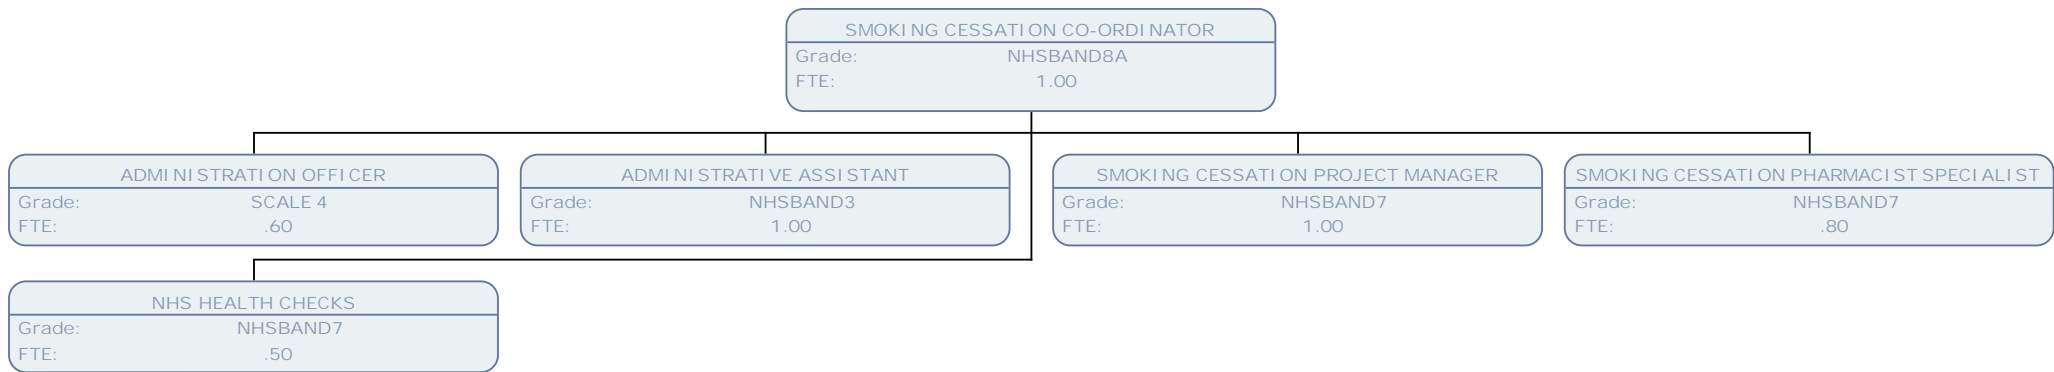 SMOKING CESSATION CO-ORDINATOR
Grade: NHSBAND8A
FTE: 1.00
ADMINISTRATION OFFICER
Grade: SCALE 4
FTE: .60
ADMINISTRATIVE ASSISTANT
Grade: NHSBAND3
FTE: 1.00
SMOKING CESSATION PROJECT MANAGER
Grade: NHSBAND7
FTE: 1.00
SMOKING CESSATION PHARMACIST SPECIALIST
Grade: NHSBAND7
FTE: .80
NHS HEALTH CHECKS
Grade: NHSBAND7
FTE: .50